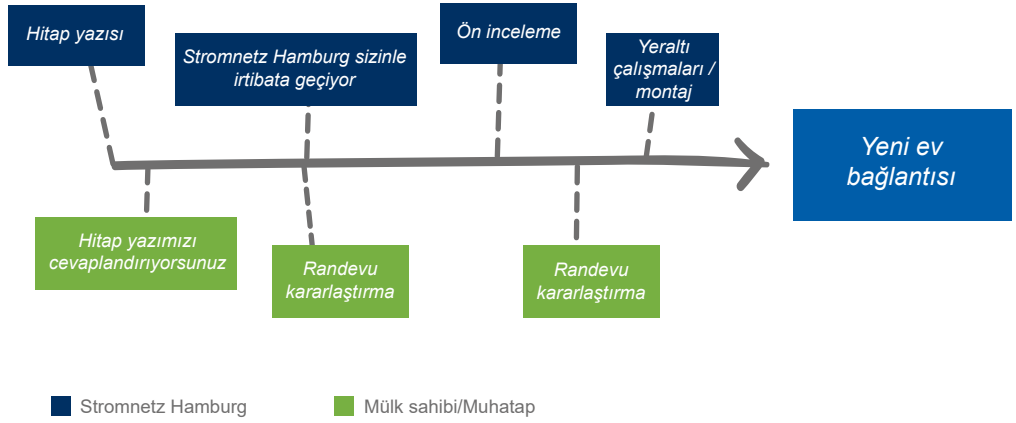 Hitap yazısı
Stromnetz Hamburg sizinle
irtibata geçiyor
Ön inceleme
Yeraltı
çalışmaları /
montaj
Yeni ev
bağlantısı
Hitap yazımızı
cevaplandırıyorsunuz
Randevu
kararlaştırma
Randevu
kararlaştırma
Stromnetz Hamburg
Mülk sahibi/Muhatap